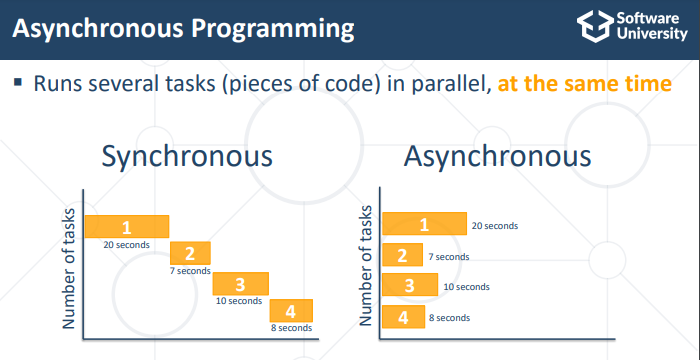 Asynchronous Programming
Software
University
▪ Runs several tasks (pieces of code) in parallel, at the same time
Synchronous
Number of tasks
1
20 seconds
2
7 seconds
3
10 seconds
4
8 seconds
Asynchronous
Number of tasks
1 20 seconds
2 7 seconds
3 10 seconds
4 8 seconds